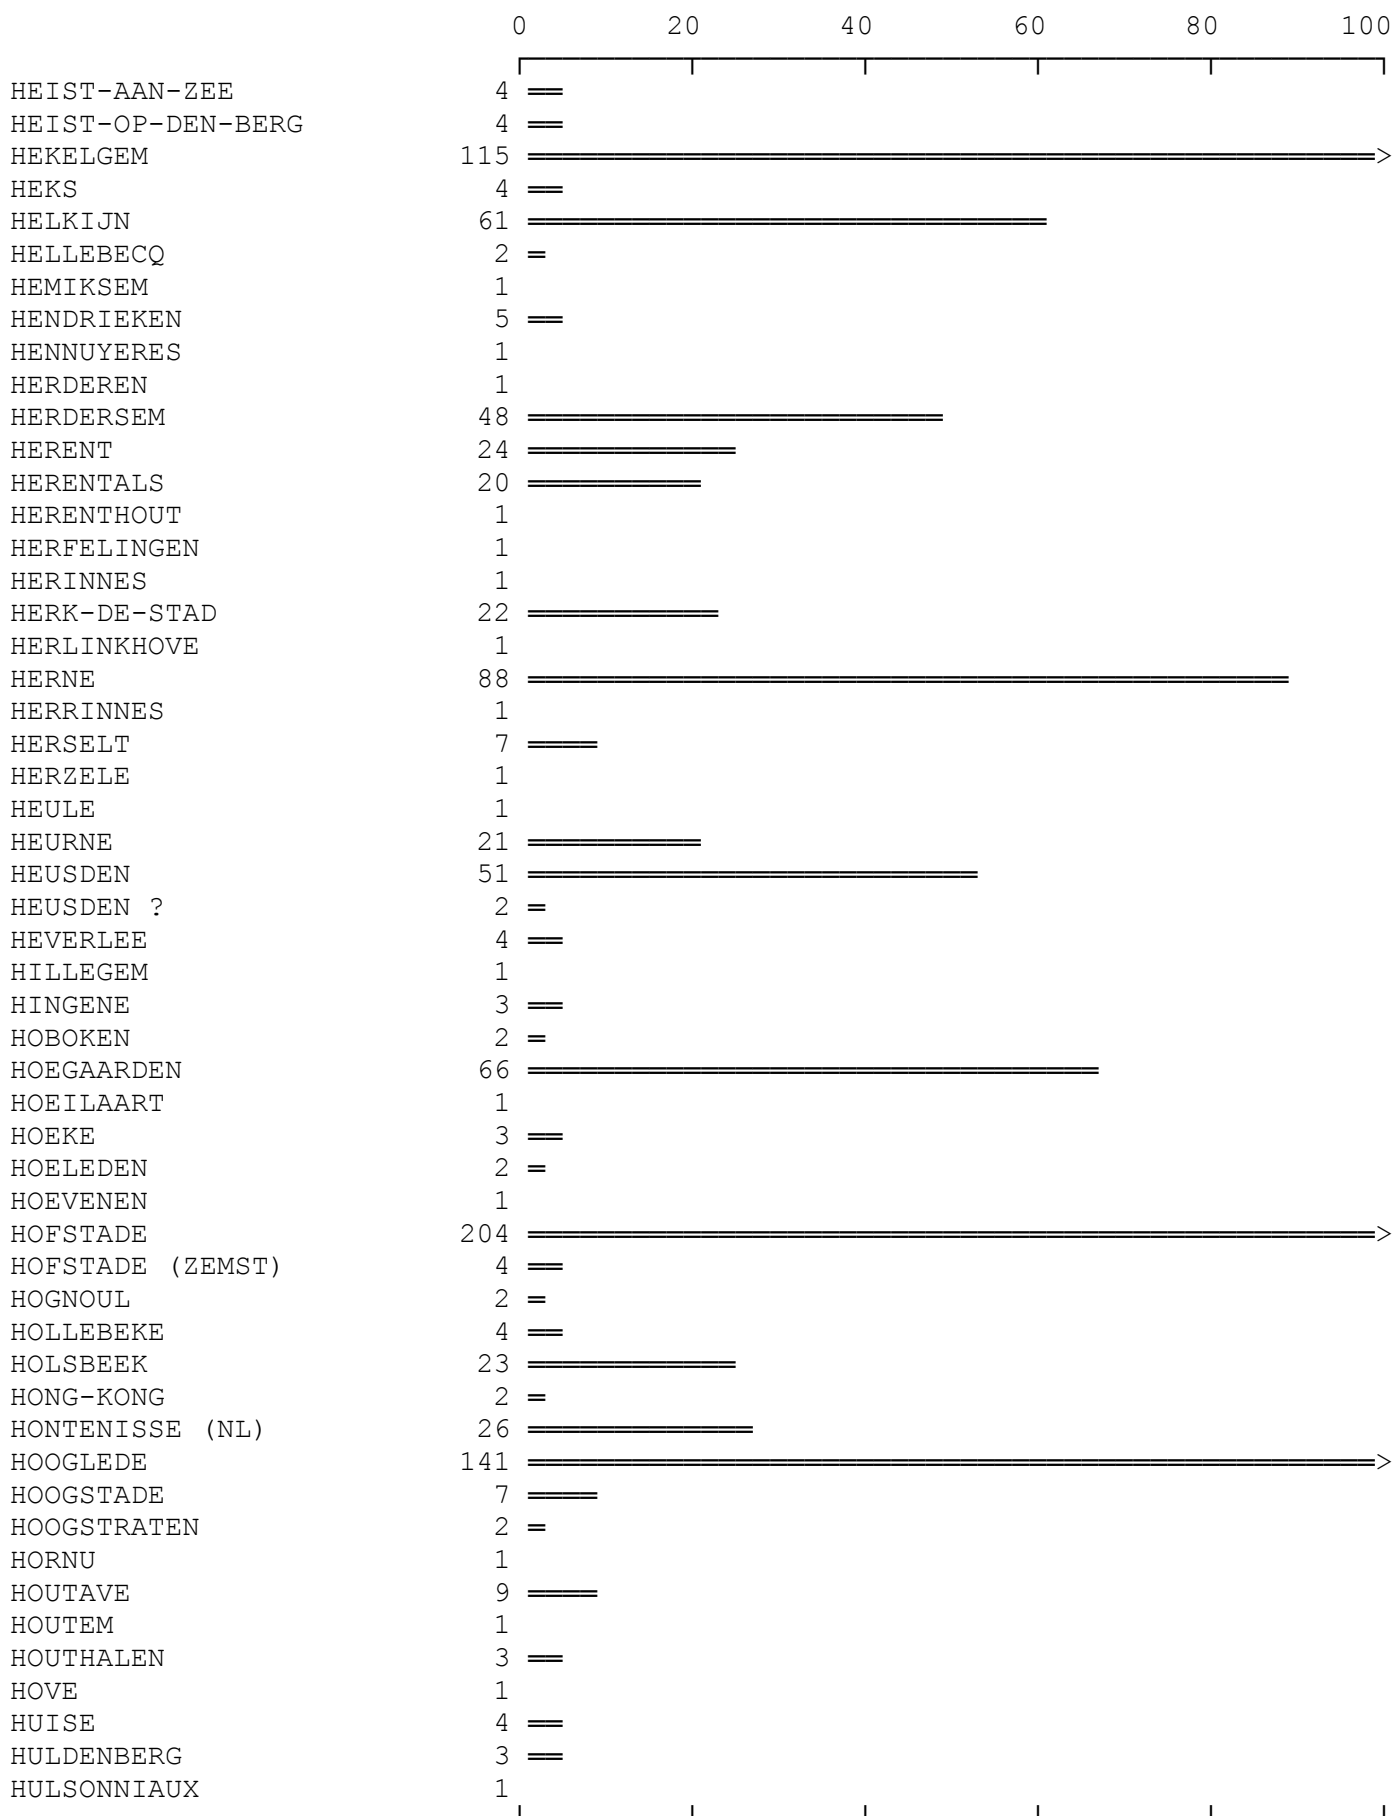 0 20 40 60 80 100
HEIST-AAN-ZEE 4
HEIST-OP-DEN-BERG 4
HEKELGEM 115 >
HEKS 4
HELKIJN 61
HELLEBECQ 2
HEMIKSEM 1
HENDRIEKEN 5
HENNUYERES 1
HERDEREN 1
HERDERSEM 48
HERENT 24
HERENTALS 20
HERENTHOUT 1
HERFELINGEN 1
HERINNES 1
HERK-DE-STAD 22
HERLINKHOVE 1
HERNE 88
HERRINNES 1
HERSELT 7
HERZELE 1
HEULE 1
HEURNE 21
HEUSDEN 51
HEUSDEN ? 2
HEVERLEE 4
HILLEGEM 1
HINGENE 3
HOBOKEN 2
HOEGAARDEN 66
HOEILAART 1
HOEKE 3
HOELEDEN 2
HOEVENEN 1
HOFSTADE 204 >
HOFSTADE (ZEMST) 4
HOGNOUL 2
HOLLEBEKE 4
HOLSBEEK 23
HONG-KONG 2
HONTENISSE (NL) 26
HOOGLEDE 141 >
HOOGSTADE 7
HOOGSTRATEN 2
HORNU 1
HOUTAVE 9
HOUTEM 1
HOUTHALEN 3
HOVE 1
HUISE 4
HULDENBERG 3
HULSONNIAUX 1